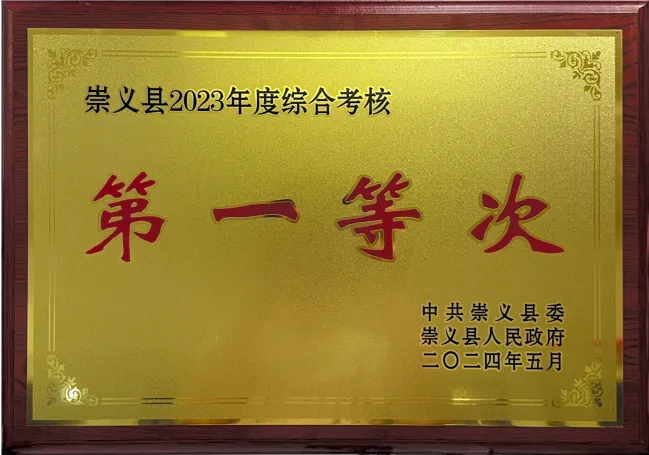 崇义县2023年度综合考核
第一等次
中共崇义县委
崇义县人民政府
二〇二四年五月